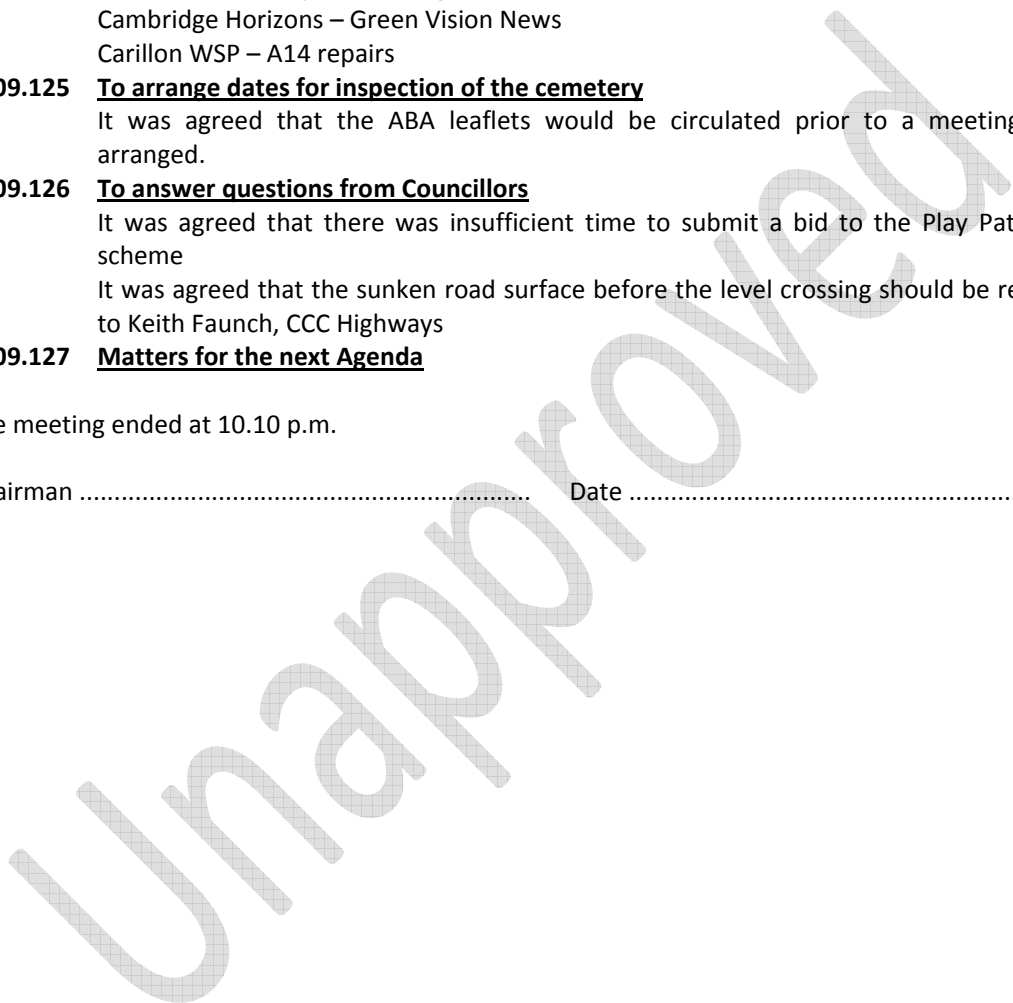 Cambridge Horizons – Green Vision News
Carillon WSP – A14 repairs
09.125 To arrange dates for inspection of the cemetery
It was agreed that the ABA leaflets would be circulated prior to a meeting
arranged.
09.126 To answer questions from Councillors
It was agreed that there was insufficient time to submit a bid to the Play Pat
scheme
It was agreed that the sunken road surface before the level crossing should be re
to Keith Faunch, CCC Highways
09.127 Matters for the next Agenda
e meeting ended at 10.10 p.m.
airman ................................................................. Date ........................................................
Unapproved